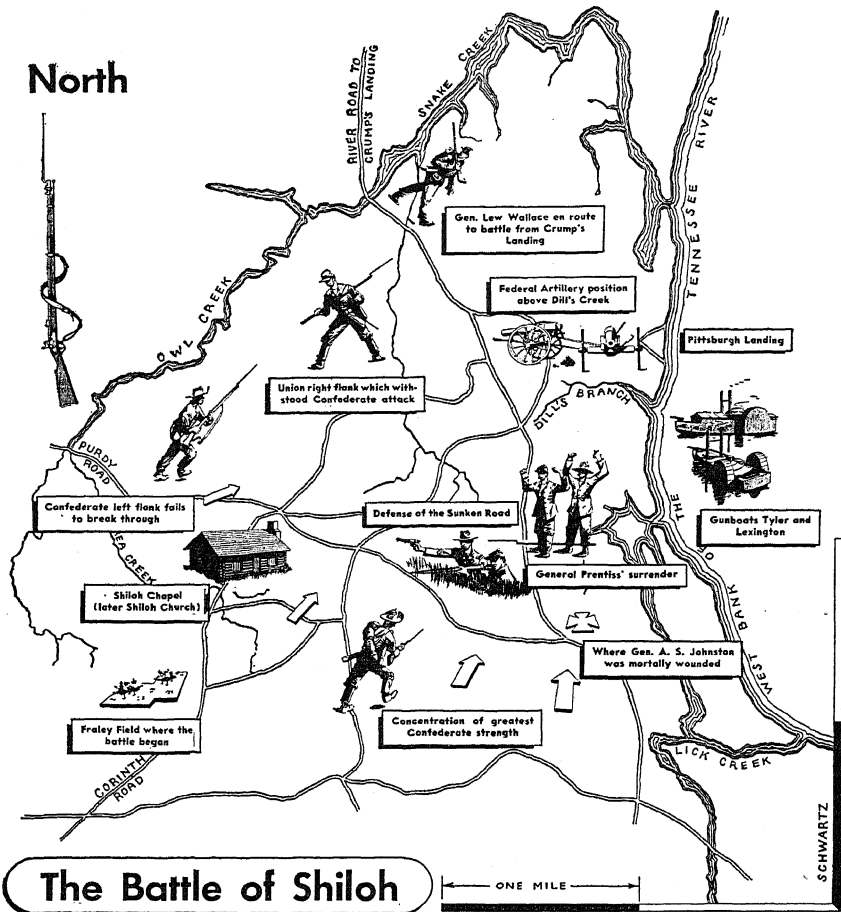 North
RIVER ROAD TO
CRUMP'S LANDING
SNAKE CREEK
TENNESSEE RIVER
Gen. Lew Wallace en route
to battle from Crump's
Landing
Federal Artillery position
above Dill's Creek
Pittsburgh Landing
OWL CREEK
Union right flank which with-
stood Confederate attack
DILL'S BRANCH
PURDY
ROAD
Confederate left flank fails
to break through
Defense of the Sunken Road
Gunboats Tyler and
Lexington
EA CREEK
General Prentiss' surrender
Shiloh Chapel
(later Shiloh Church)
Where Gen. A. S. Johnston
was mortally wounded
WEST BANK OF THE
Fraley Field where the
battle began
Concentration of greatest
Confederate strength
LICK CREEK
CORINTH
ROAD
SCHWARTZ
The Battle of Shiloh
ONE MILE